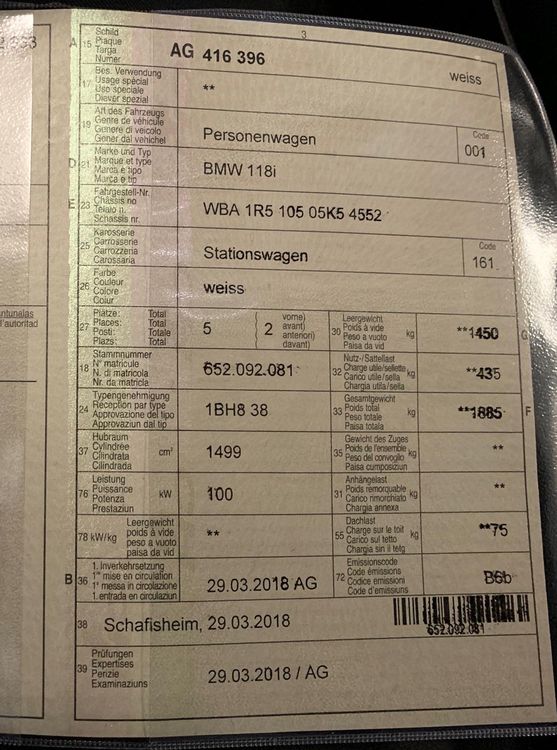 3
A 15 Schild
Plaque
Targa
Numer
AG 416 396
weiss
17 Bes. Verwendung
Usage spécial
Uso speciale
Diever spezial
**
19 Art des Fahrzeugs
Genre de véhicule
Genere di veicolo
Gener dal vehichel
Personenwagen
Code
001
D 21 Marke und Typ
Marque et type
Marca e tipo
Marca e tip
BMW 118i
E 23 Fahrgestell-Nr.
Châssis no
Telaio n.
Schassis nr.
WBA 1R5 105 05K5 4552
25 Karosserie
Carrosserie
Carrozzeria
Carossaria
Stationswagen
Code
161
26 Farbe
Couleur
Colore
Colur
weiss
27 Plätze: Total
Places: Total
Posti: Totale
Plazs: Total
5
( 2 vorne)
avant)
anteriori)
davant)
30 Leergewicht
Poids à vide
Peso a vuoto
Paisa da vid
kg
**1450
G
18 Stammnummer
N° matricule
N. di matricola
Nr. da matricla
652.092.081
32 Nutz-/Sattellast
Charge utile/sellette
Carico utile/sella
Chargia utila/sella
kg
**435
24 Typengenehmigung
Réception par type
Approvazione del tipo
Approvaziun dal tip
1BH8 38
33 Gesamtgewicht
Poids total
Peso totale
Paisa totala
kg
**1885
F
37 Hubraum
Cylindrée
Cilindrata
Cilindrada
cm³
1499
35 Gewicht des Zuges
Poids de l'ensemble
Peso del convoglio
Paisa cumposiziun
kg
**
76 Leistung
Puissance
Potenza
Prestaziun
kW
100
31 Anhängelast
Poids remorquable
Carico rimorchiato
Chargia annexa
kg
**
78 kW/kg
Leergewicht
poids à vide
peso a vuoto
paisa da vid
**
55 Dachlast
Charge sur le toit
Carico sul tetto
Chargia sin il tetg
kg
**75
B 36 1. Inverkehrsetzung
1re mise en circulation
1a messa in circolazione
1. entrada en circulaziun
29.03.2018 AG
72 Emissionscode
Code émissions
Codice emissioni
Code d'emissiuns
B6b
38 Schafisheim, 29.03.2018
652.092.081
39 Prüfungen
Expertises
Perizie
Examinaziuns
29.03.2018 / AG